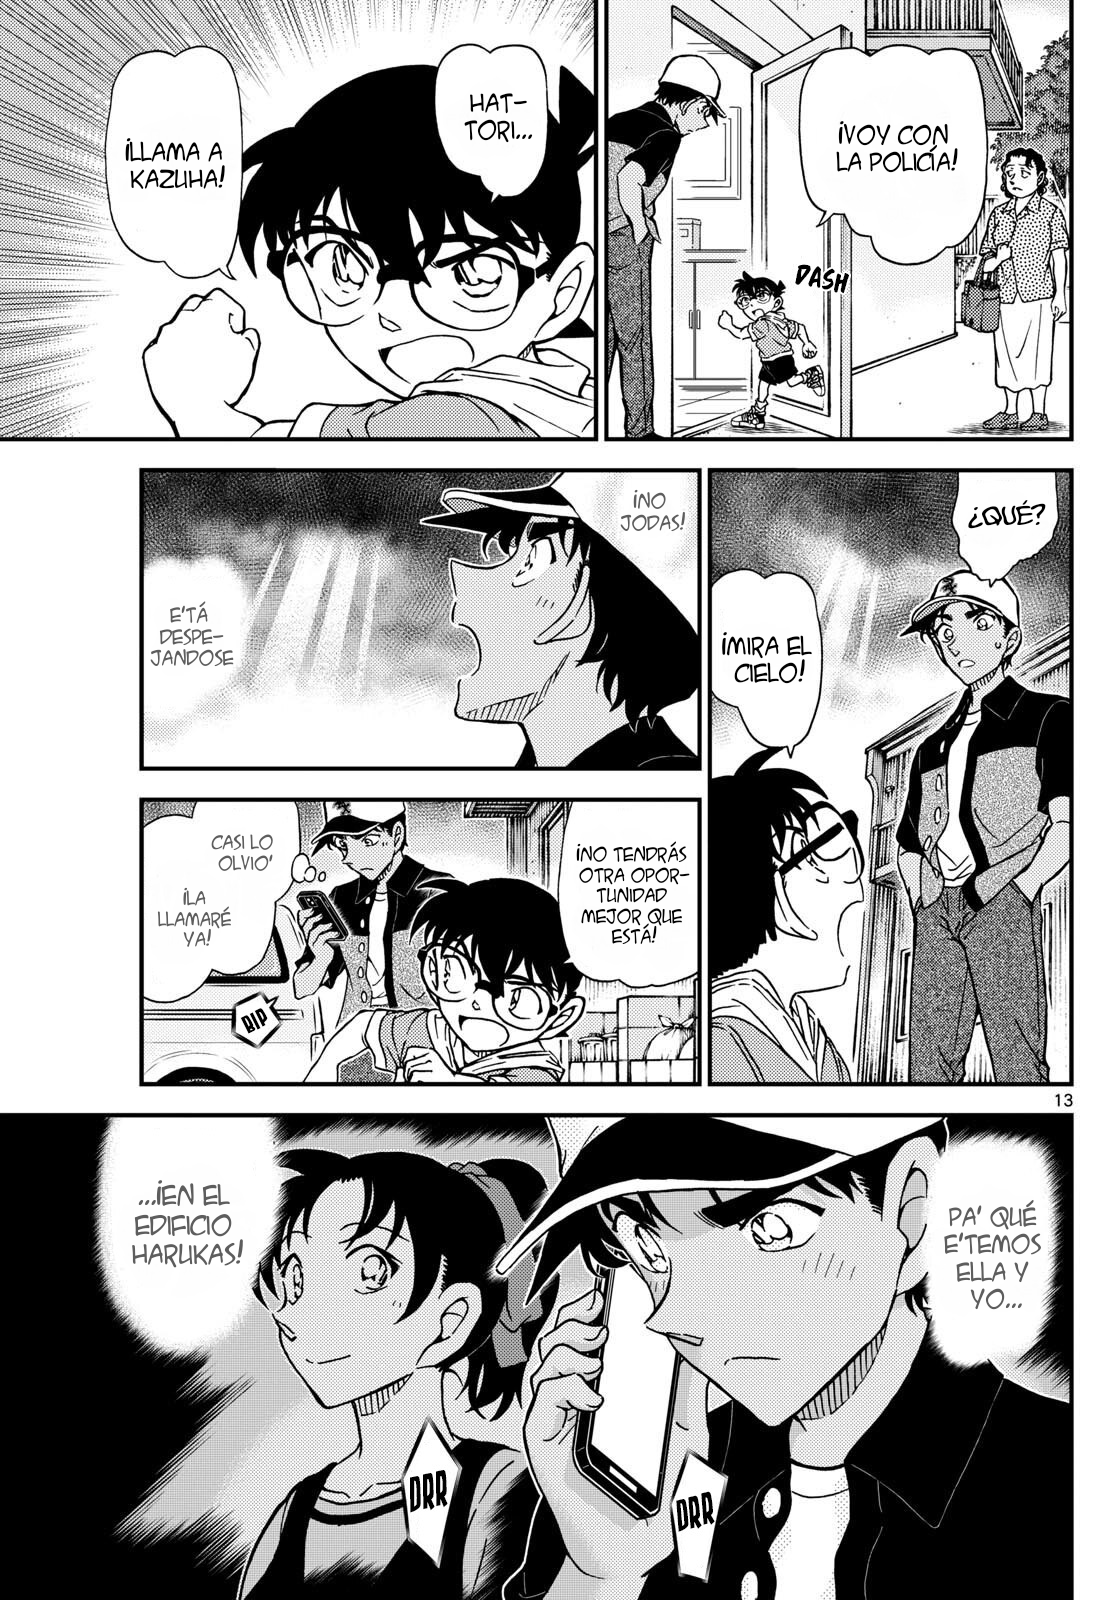 ¡VOY CON
LA POLICÍA!
DASH
HAT-
TORI...
¡LLAMA A
KAZUHA!
¿QUÉ?
¡MIRA EL
CIELO!
¡NO
JODAS!
E'TÁ
DESPE-
JANDOSE
¡NO TENDRÁS
OTRA OPOR-
TUNIDAD
MEJOR QUE
ESTÁ!
CASI LO
OLVIO'
¡LA
LLAMARÉ
YA!
BIP
13
PA' QUÉ
E'TEMOS
ELLA Y
YO...
...¡EN EL
EDIFICIO
HARUKAS!
DRR
DRR